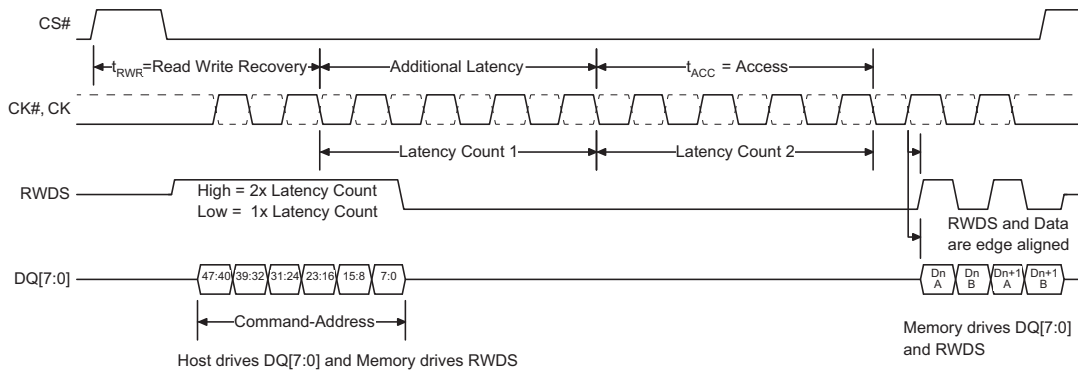 CS#
tRWR=Read Write Recovery
Additional Latency
tACC = Access
CK#, CK
Latency Count 1
Latency Count 2
RWDS
High = 2x Latency Count
Low = 1x Latency Count
RWDS and Data
are edge aligned
DQ[7:0]
47:40 39:32 31:24 23:16 15:8 7:0
Dn A
Dn B
Dn+1 A
Dn+1 B
Command-Address
Memory drives DQ[7:0]
and RWDS
Host drives DQ[7:0] and Memory drives RWDS